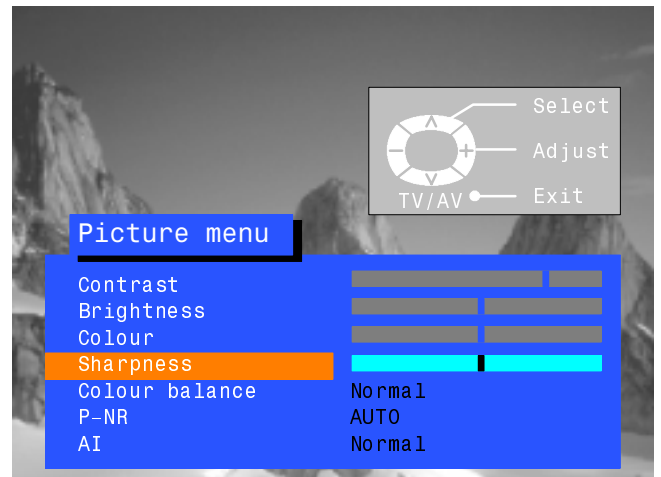 Select
Adjust
TV/AV Exit
Picture menu
Contrast
Brightness
Colour
Sharpness
Colour balance Normal
P-NR AUTO
AI Normal